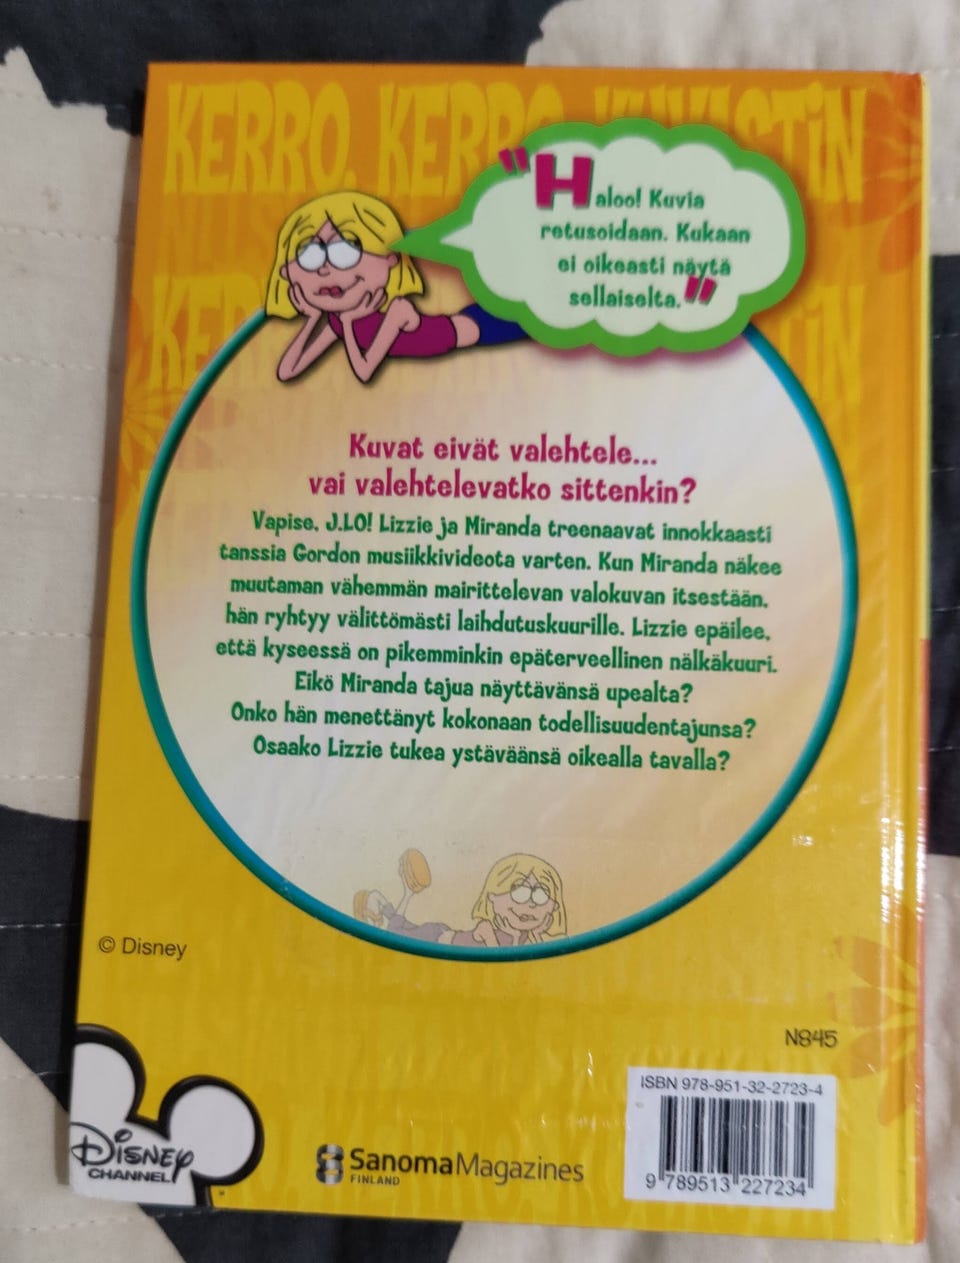 KERRO, KERRO
"Haloo! Kuvia
retusoidaan. Kukaan
ei oikeasti näytä
sellaiselta."
Kuvat eivät valehtele...
vai valehtelevatko sittenkin?
Vapise, J.LO! Lizzie ja Miranda treenaavat innokkaasti
tanssia Gordon musiikkivideota varten. Kun Miranda näkee
muutaman vähemmän mairittelevan valokuvan itsestään,
hän ryhtyy välittömästi laihdutuskuurille. Lizzie epäilee,
että kyseessä on pikemminkin epäterveellinen nälkäkuuri.
Eikö Miranda tajua näyttävänsä upealta?
Onko hän menettänyt kokonaan todellisuudentajunsa?
Osaako Lizzie tukea ystäväänsä oikealla tavalla?
© Disney
N845
ISBN 978-951-32-2723-4
9 789513 227234
Disney
CHANNEL
SanomaMagazines
FINLAND